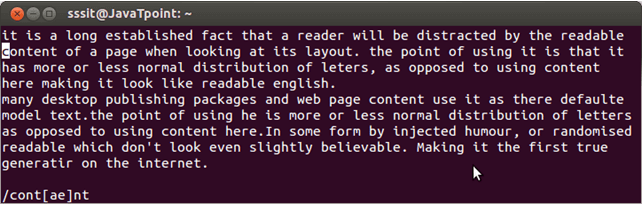 sssit@JavaTpoint: ~
it is a long established fact that a reader will be distracted by the readable
content of a page when looking at its layout. the point of using it is that it
has more or less normal distribution of leters, as opposed to using content
here making it look like readable english.
many desktop publishing packages and web page content use it as there defaulte
model text.the point of using he is more or less normal distribution of letters
as opposed to using content here.In some form by injected humour, or randomised
readable which don't look even slightly believable. Making it the first true
generatir on the internet.
/cont[ae]nt